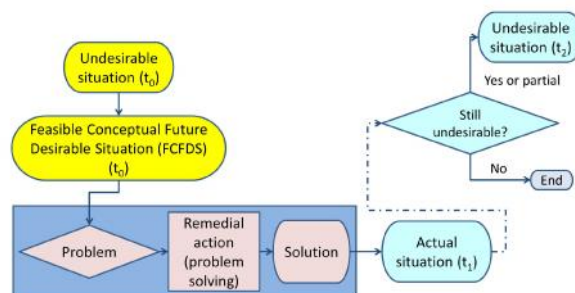 Undesirable
situation (t0)
Feasible Conceptual Future
Desirable Situation (FCFDS)
(t0)
Problem
Remedial
action
(problem
solving)
Solution
Actual
situation (t1)
Still
undesirable?
Yes or partial
Undesirable
situation (t2)
No
End